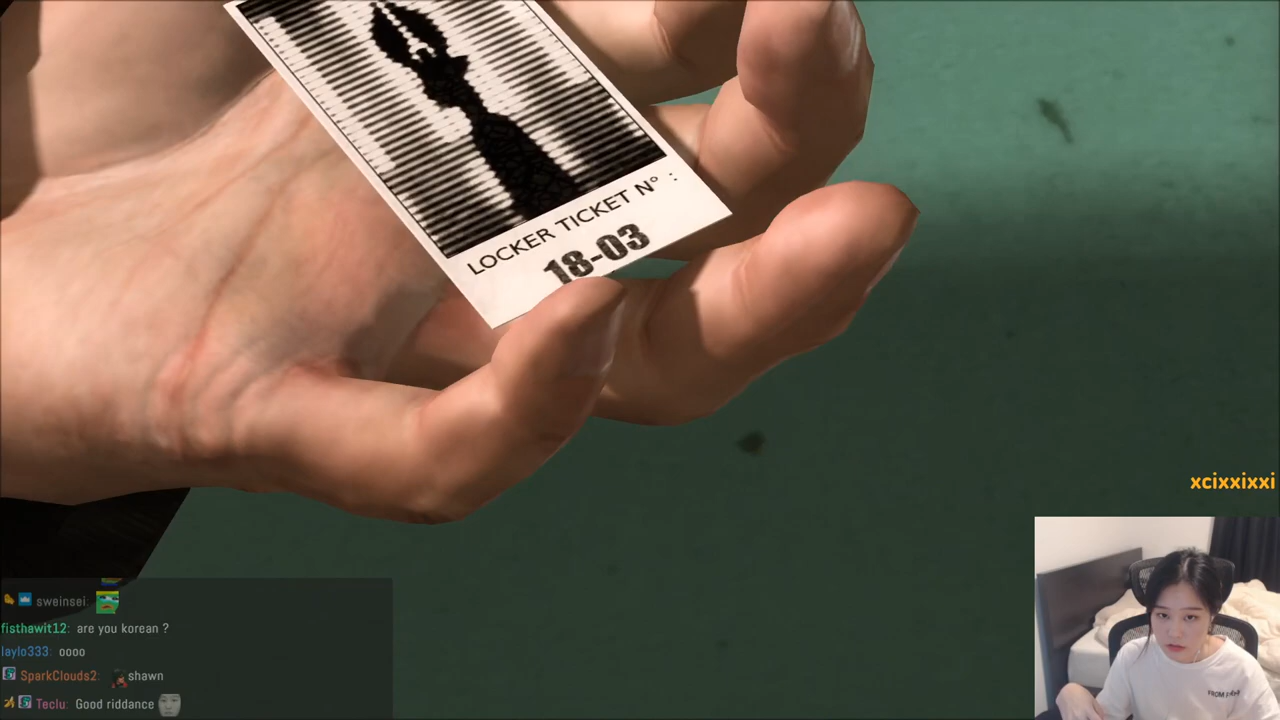 LOCKER TICKET N° :
18-03
xcixxixxi
sweinsei:
fisthawit12: are you korean ?
laylo333: oooo
SparkClouds2: shawn
Teclu: Good riddance